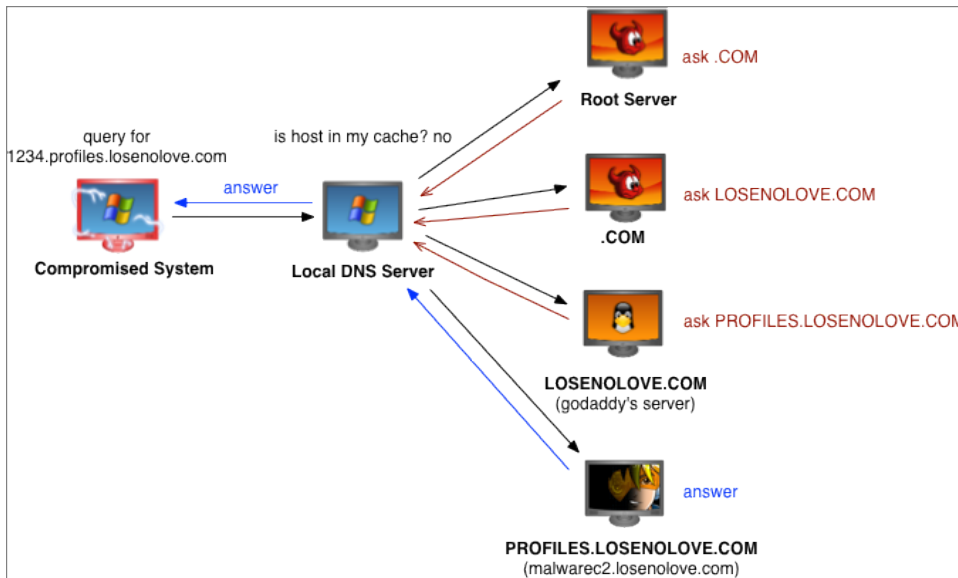 ask .COM
Root Server
query for
1234.profiles.losenolove.com
is host in my cache? no
answer
Compromised System
Local DNS Server
ask LOSENOLOVE.COM
.COM
ask PROFILES.LOSENOLOVE.COM
LOSENOLOVE.COM
(godaddy's server)
answer
PROFILES.LOSENOLOVE.COM
(malwarec2.losenolove.com)